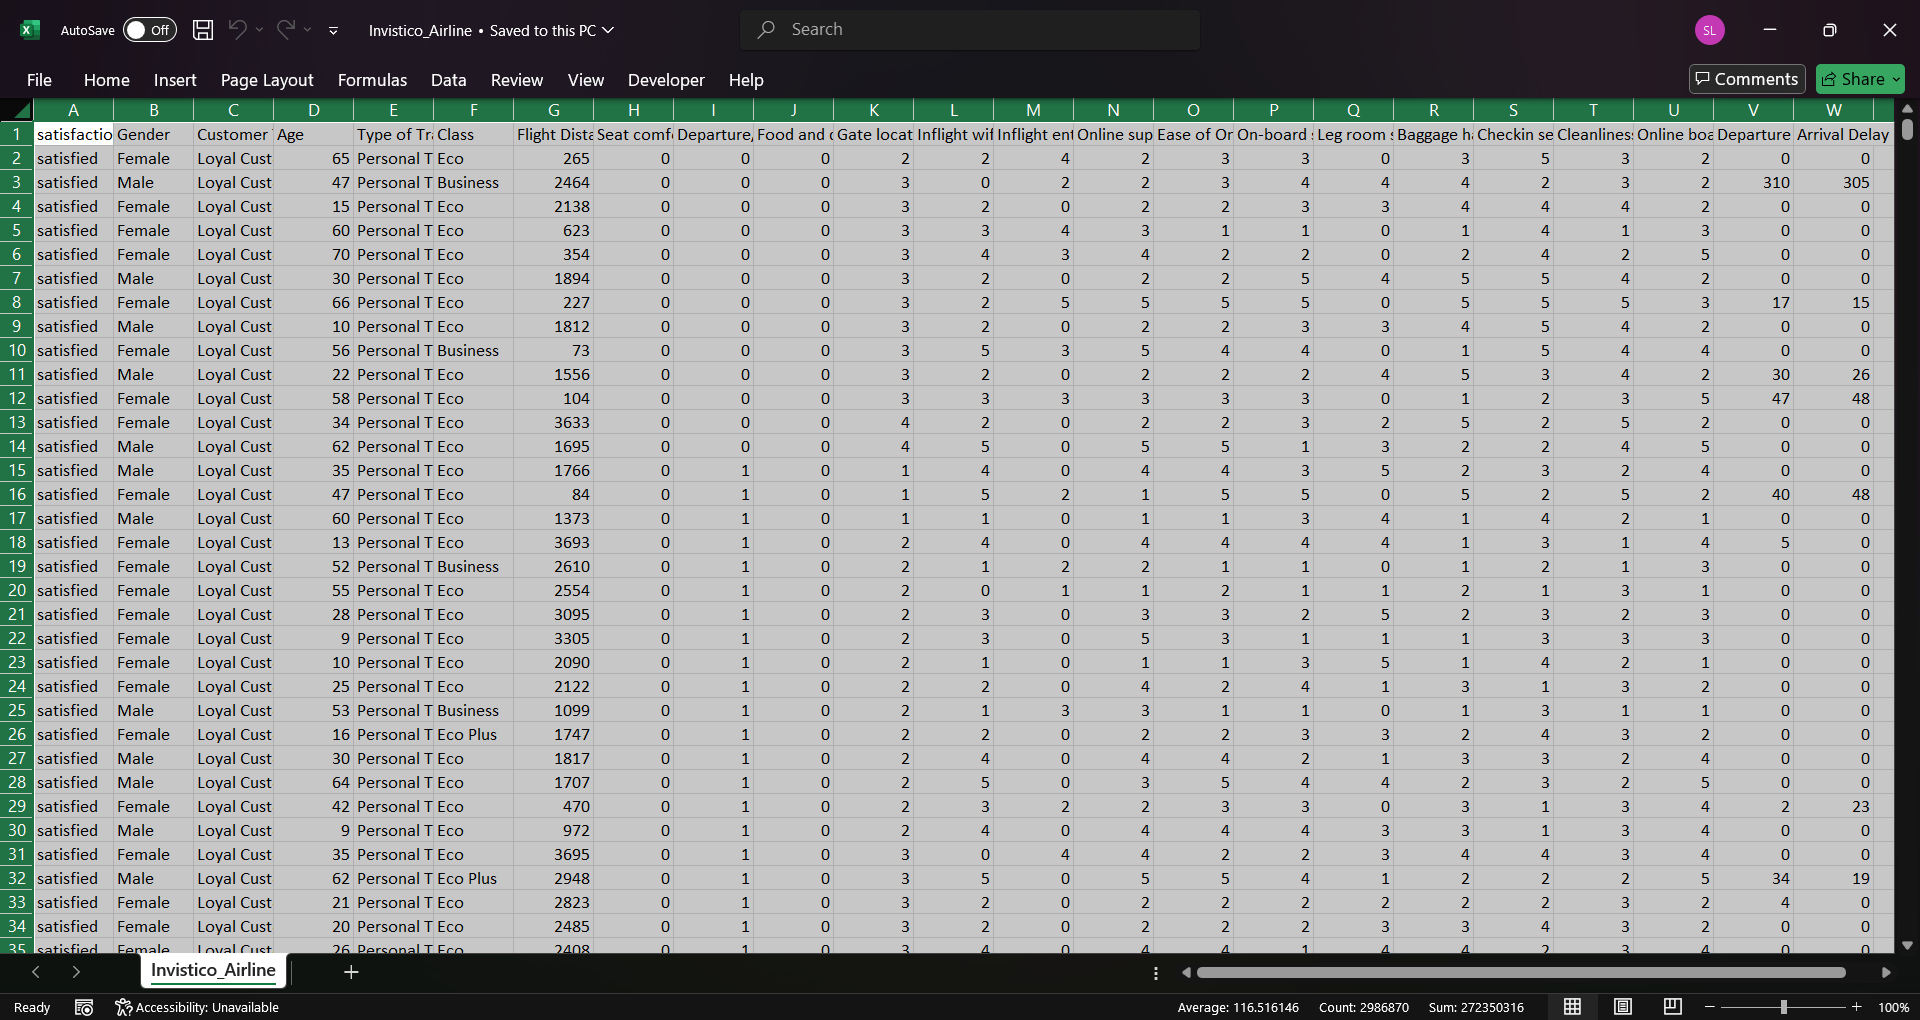 AutoSave Off Invistico_Airline • Saved to this PC Search SL
File Home Insert Page Layout Formulas Data Review View Developer Help Comments Share
A B C D E F G H I J K L M N O P Q R S T U V W
1 satisfactio Gender Customer Age Type of Tra Class Flight Dista Seat comfo Departure/ Food and d Gate locat Inflight wif Inflight ent Online sup Ease of On On-board s Leg room s Baggage ha Checkin se Cleanliness Online boa Departure Arrival Delay
2 satisfied Female Loyal Cust 65 Personal T Eco 265 0 0 0 2 2 4 2 3 3 0 3 5 3 2 0 0
3 satisfied Male Loyal Cust 47 Personal T Business 2464 0 0 0 3 0 2 2 3 4 4 4 2 3 2 310 305
4 satisfied Female Loyal Cust 15 Personal T Eco 2138 0 0 0 3 2 0 2 2 3 3 4 4 4 2 0 0
5 satisfied Female Loyal Cust 60 Personal T Eco 623 0 0 0 3 3 4 3 1 1 0 1 4 1 3 0 0
6 satisfied Female Loyal Cust 70 Personal T Eco 354 0 0 0 3 4 3 4 2 2 0 2 4 2 5 0 0
7 satisfied Male Loyal Cust 30 Personal T Eco 1894 0 0 0 3 2 0 2 2 5 4 5 5 4 2 0 0
8 satisfied Female Loyal Cust 66 Personal T Eco 227 0 0 0 3 2 5 5 5 5 0 5 5 5 3 17 15
9 satisfied Male Loyal Cust 10 Personal T Eco 1812 0 0 0 3 2 0 2 2 3 3 4 5 4 2 0 0
10 satisfied Female Loyal Cust 56 Personal T Business 73 0 0 0 3 5 3 5 4 4 0 1 5 4 4 0 0
11 satisfied Male Loyal Cust 22 Personal T Eco 1556 0 0 0 3 2 0 2 2 2 4 5 3 4 2 30 26
12 satisfied Female Loyal Cust 58 Personal T Eco 104 0 0 0 3 3 3 3 3 3 0 1 2 3 5 47 48
13 satisfied Female Loyal Cust 34 Personal T Eco 3633 0 0 0 4 2 0 2 2 3 2 5 2 5 2 0 0
14 satisfied Male Loyal Cust 62 Personal T Eco 1695 0 0 0 4 5 0 5 5 1 3 2 2 4 5 0 0
15 satisfied Male Loyal Cust 35 Personal T Eco 1766 0 1 0 1 4 0 4 4 3 5 2 3 2 4 0 0
16 satisfied Female Loyal Cust 47 Personal T Eco 84 0 1 0 1 5 2 1 5 5 0 5 2 5 2 40 48
17 satisfied Male Loyal Cust 60 Personal T Eco 1373 0 1 0 1 1 0 1 1 3 4 1 4 2 1 0 0
18 satisfied Female Loyal Cust 13 Personal T Eco 3693 0 1 0 2 4 0 4 4 4 4 1 3 1 4 5 0
19 satisfied Female Loyal Cust 52 Personal T Business 2610 0 1 0 2 1 2 2 1 1 0 1 2 1 3 0 0
20 satisfied Female Loyal Cust 55 Personal T Eco 2554 0 1 0 2 0 1 1 2 1 1 2 1 3 1 0 0
21 satisfied Female Loyal Cust 28 Personal T Eco 3095 0 1 0 2 3 0 3 3 2 5 2 3 2 3 0 0
22 satisfied Female Loyal Cust 9 Personal T Eco 3305 0 1 0 2 3 0 5 3 1 1 1 3 3 3 0 0
23 satisfied Female Loyal Cust 10 Personal T Eco 2090 0 1 0 2 1 0 1 1 3 5 1 4 2 1 0 0
24 satisfied Female Loyal Cust 25 Personal T Eco 2122 0 1 0 2 2 0 4 2 4 1 3 1 3 2 0 0
25 satisfied Male Loyal Cust 53 Personal T Business 1099 0 1 0 2 1 3 3 1 1 0 1 3 1 1 0 0
26 satisfied Female Loyal Cust 16 Personal T Eco Plus 1747 0 1 0 2 2 0 2 2 3 3 2 4 3 2 0 0
27 satisfied Male Loyal Cust 30 Personal T Eco 1817 0 1 0 2 4 0 4 4 2 1 3 3 2 4 0 0
28 satisfied Male Loyal Cust 64 Personal T Eco 1707 0 1 0 2 5 0 3 5 4 4 2 3 2 5 0 0
29 satisfied Female Loyal Cust 42 Personal T Eco 470 0 1 0 2 3 2 2 3 3 0 3 1 3 4 2 23
30 satisfied Male Loyal Cust 9 Personal T Eco 972 0 1 0 2 4 0 4 4 4 3 3 1 3 4 0 0
31 satisfied Female Loyal Cust 35 Personal T Eco 3695 0 1 0 3 0 4 4 2 2 3 4 4 3 4 0 0
32 satisfied Male Loyal Cust 62 Personal T Eco Plus 2948 0 1 0 3 5 0 5 5 4 1 2 2 2 5 34 19
33 satisfied Female Loyal Cust 21 Personal T Eco 2823 0 1 0 3 2 0 2 2 2 2 2 2 3 2 4 0
34 satisfied Female Loyal Cust 20 Personal T Eco 2485 0 1 0 3 2 0 2 2 2 3 3 4 3 2 0 0
35 satisfied Female Loyal Cust 26 Personal T Eco 2408 0 1 0 3 4 0 4 4 1 4 4 2 3 4 0 0
Invistico_Airline
Ready Accessibility: Unavailable Average: 116.516146 Count: 2986870 Sum: 272350316 100%